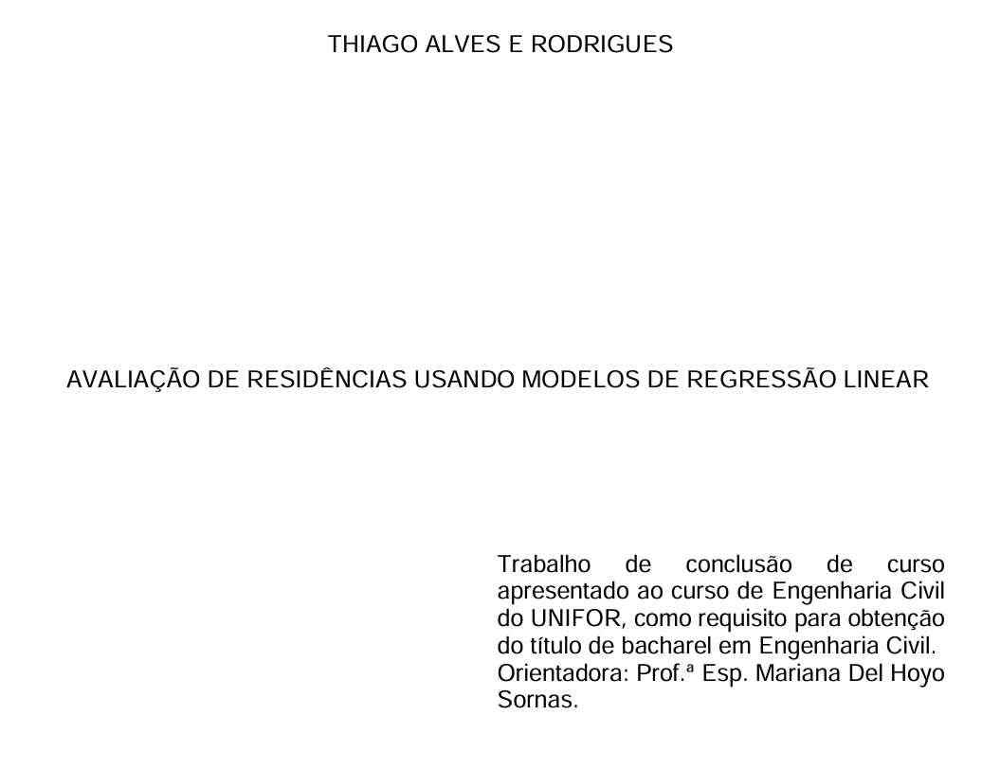 THIAGO ALVES E RODRIGUES
AVALIAÇÃO DE RESIDÊNCIAS USANDO MODELOS DE REGRESSÃO LINEAR
Trabalho de conclusão de curso
apresentado ao curso de Engenharia Civil
do UNIFOR, como requisito para obtenção
do título de bacharel em Engenharia Civil.
Orientadora: Prof.ª Esp. Mariana Del Hoyo
Sornas.